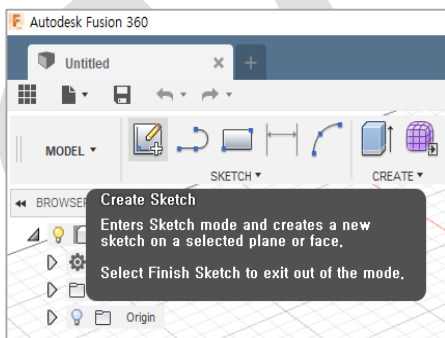 Autodesk Fusion 360
Untitled
MODEL
SKETCH
CREATE
BROWSE
Create Sketch
Enters Sketch mode and creates a new
sketch on a selected plane or face.
Select Finish Sketch to exit out of the mode.
Origin